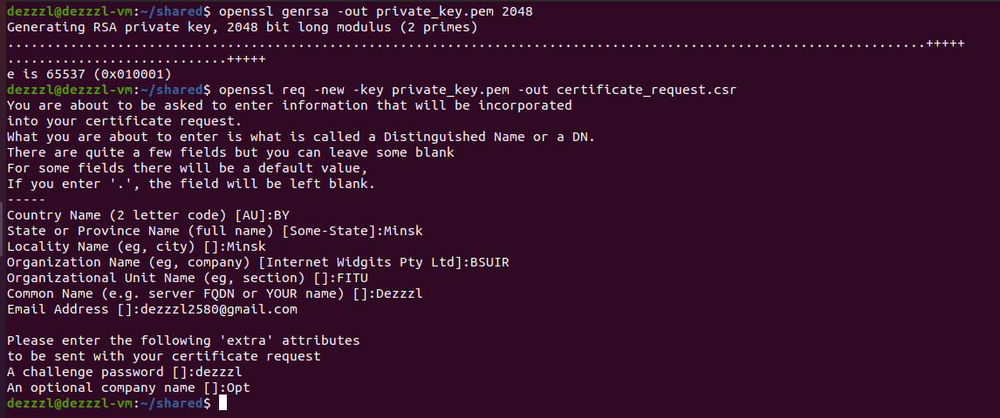 dezzzl@dezzzl-vm:~/shared$ openssl genrsa -out private_key.pem 2048
Generating RSA private key, 2048 bit long modulus (2 primes)
.....................................................................................................................+++++
............................+++++
e is 65537 (0x010001)
dezzzl@dezzzl-vm:~/shared$ openssl req -new -key private_key.pem -out certificate_request.csr
You are about to be asked to enter information that will be incorporated
into your certificate request.
What you are about to enter is what is called a Distinguished Name or a DN.
There are quite a few fields but you can leave some blank
For some fields there will be a default value,
If you enter '.', the field will be left blank.
-----
Country Name (2 letter code) [AU]:BY
State or Province Name (full name) [Some-State]:Minsk
Locality Name (eg, city) []:Minsk
Organization Name (eg, company) [Internet Widgits Pty Ltd]:BSUIR
Organizational Unit Name (eg, section) []:FITU
Common Name (e.g. server FQDN or YOUR name) []:Dezzzl
Email Address []:dezzzl2580@gmail.com

Please enter the following 'extra' attributes
to be sent with your certificate request
A challenge password []:dezzzl
An optional company name []:Opt
dezzzl@dezzzl-vm:~/shared$